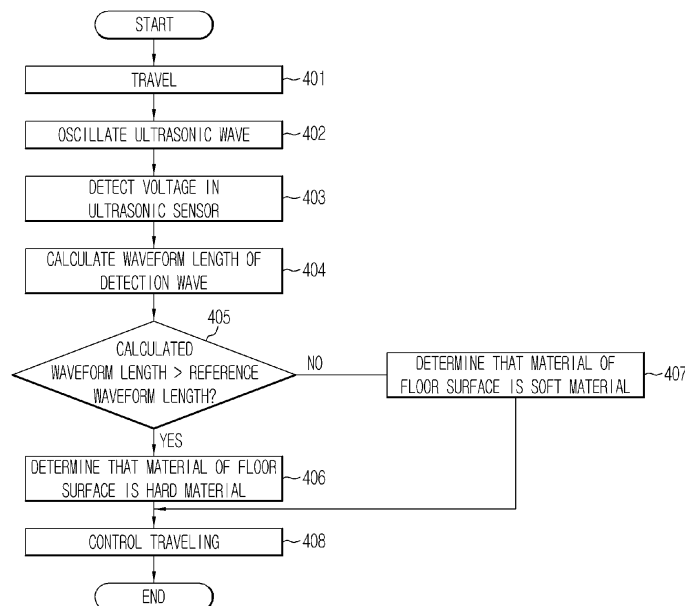 START
TRAVEL
401
OSCILLATE ULTRASONIC WAVE
402
DETECT VOLTAGE IN
ULTRASONIC SENSOR
403
CALCULATE WAVEFORM LENGTH OF
DETECTION WAVE
404
405
CALCULATED
WAVEFORM LENGTH > REFERENCE
WAVEFORM LENGTH?
NO
DETERMINE THAT MATERIAL OF
FLOOR SURFACE IS SOFT MATERIAL
407
YES
DETERMINE THAT MATERIAL OF FLOOR
SURFACE IS HARD MATERIAL
406
CONTROL TRAVELING
408
END